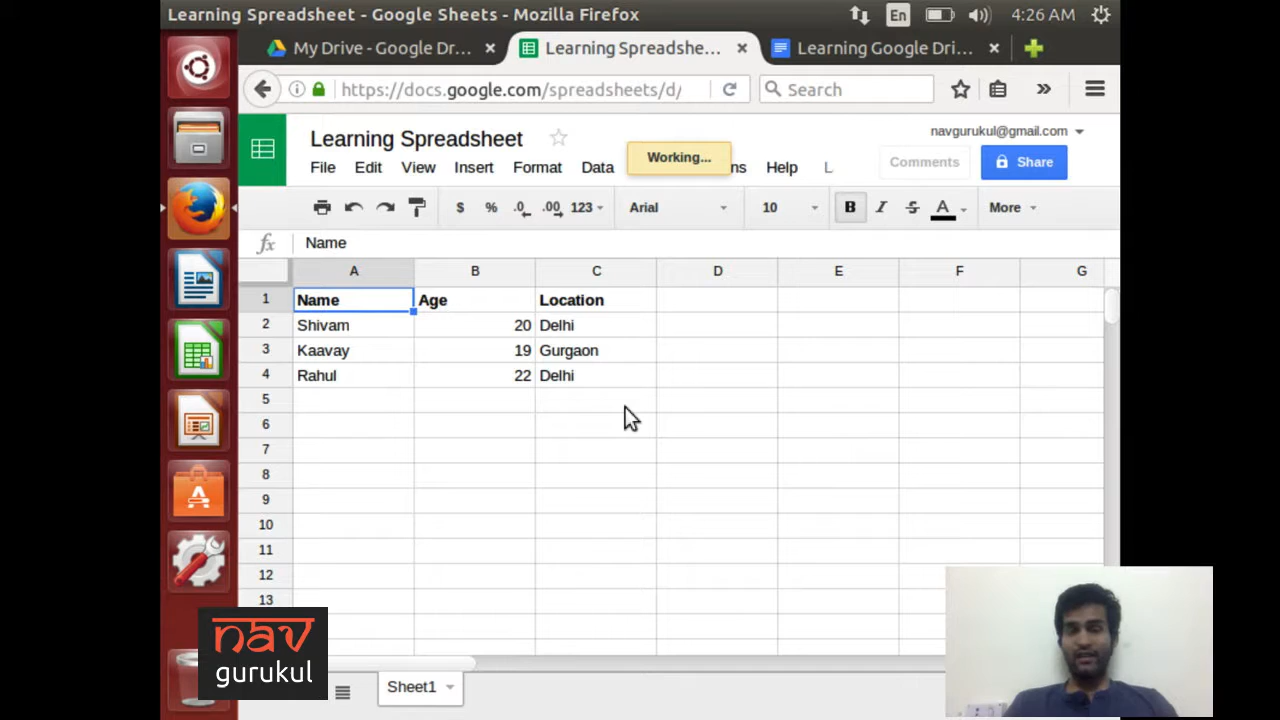 Learning Spreadsheet - Google Sheets - Mozilla Firefox En 4:26 AM
My Drive - Google Dr... Learning Spreadshe... Learning Google Dri...
https://docs.google.com/spreadsheets/d/ Search »
Learning Spreadsheet navgurukul@gmail.com
File Edit View Insert Format Data Working... ns Help L Comments Share
$ % .0 .00 123 Arial 10 B I S A More
fx Name
A B C D E F G
1 Name Age Location
2 Shivam 20 Delhi
3 Kaavay 19 Gurgaon
4 Rahul 22 Delhi
5
6
7
8
9
10
11
12
13
नav
gurukul
Sheet1